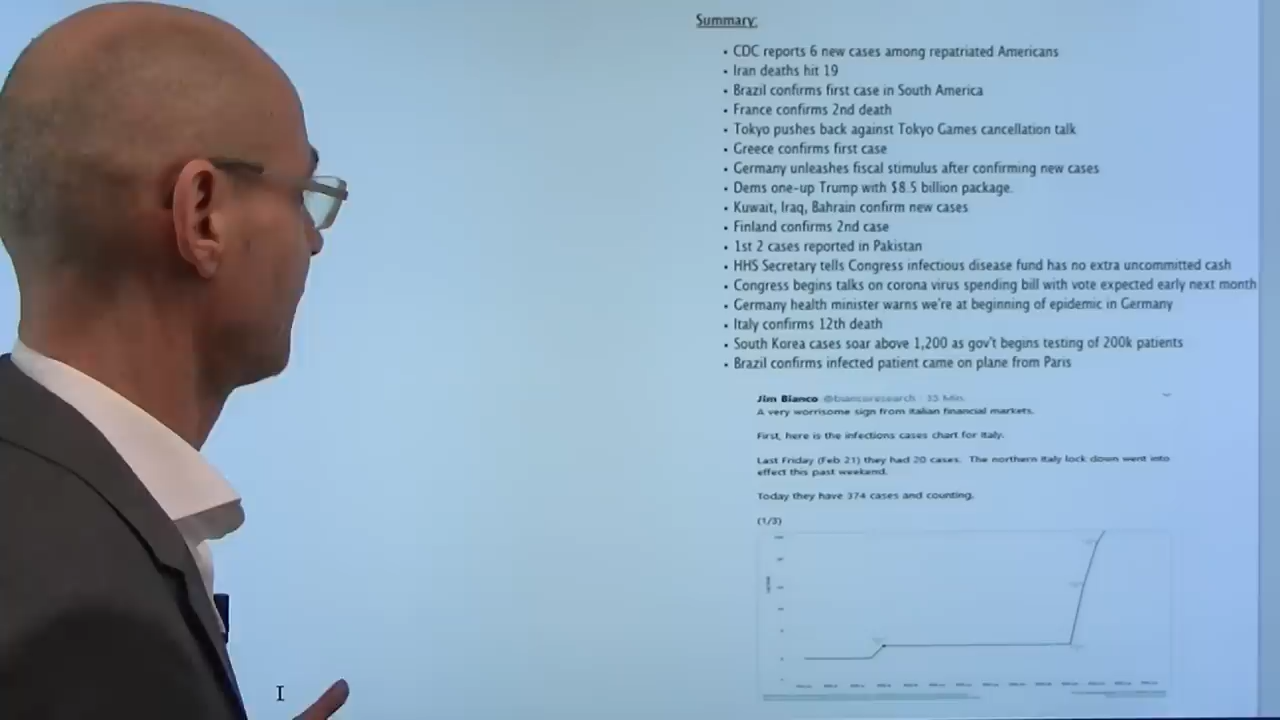 Summary:
• CDC reports 6 new cases among repatriated Americans
• Iran deaths hit 19
• Brazil confirms first case in South America
• France confirms 2nd death
• Tokyo pushes back against Tokyo Games cancellation talk
• Greece confirms first case
• Germany unleashes fiscal stimulus after confirming new cases
• Dems one-up Trump with $8.5 billion package.
• Kuwait, Iraq, Bahrain confirm new cases
• Finland confirms 2nd case
• 1st 2 cases reported in Pakistan
• HHS Secretary tells Congress infectious disease fund has no extra uncommitted cash
• Congress begins talks on corona virus spending bill with vote expected early next month
• Germany health minister warns we're at beginning of epidemic in Germany
• Italy confirms 12th death
• South Korea cases soar above 1,200 as gov't begins testing of 200k patients
• Brazil confirms infected patient came on plane from Paris
Jim Bianco @biancoresearch
A very worrisome sign from Italian financial markets.
First, here is the infections cases chart for Italy.
Last Friday (Feb 21) they had 20 cases. The northern Italy lock down went into
effect this past weekend.
Today they have 374 cases and counting.
(1/3)